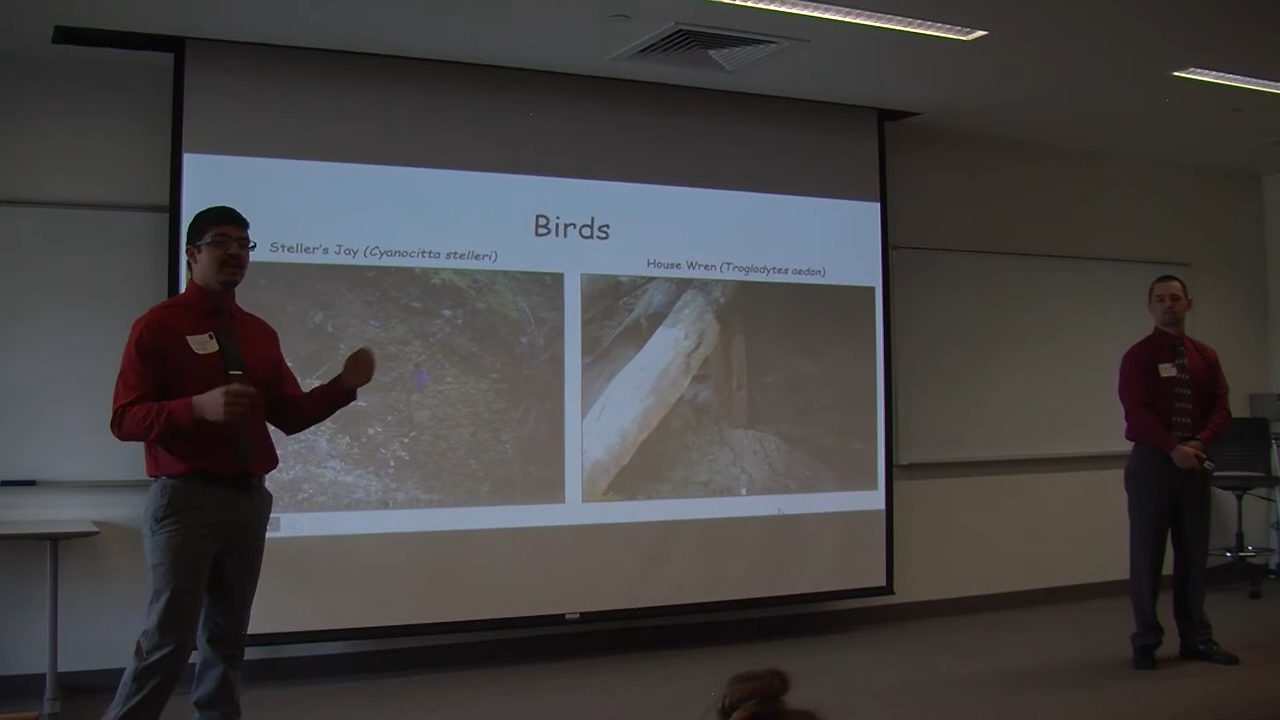 Birds
Steller's Jay (Cyanocitta stelleri)
House Wren (Troglodytes aedon)